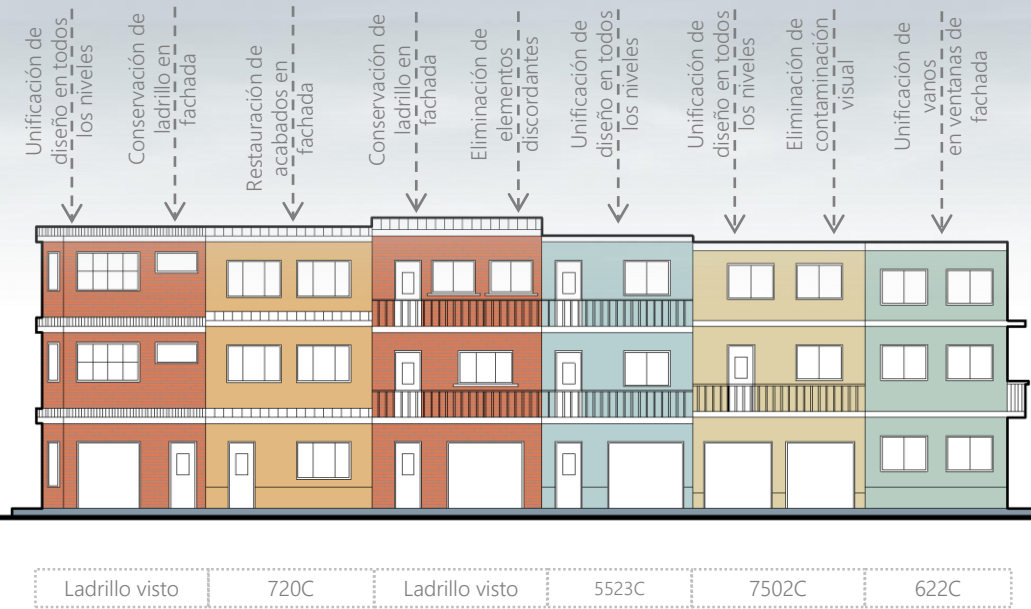 Unificación de
diseño en todos
los niveles
Conservación de
ladrillo en
fachada
Restauración de
acabados en
fachada
Conservación de
ladrillo en
fachada
Eliminación de
elementos
discordantes
Unificación de
diseño en todos
los niveles
Unificación de
diseño en todos
los niveles
Eliminación de
contaminación
visual
Unificación de
vanos
en ventanas de
fachada
Ladrillo visto
720C
Ladrillo visto
5523C
7502C
622C